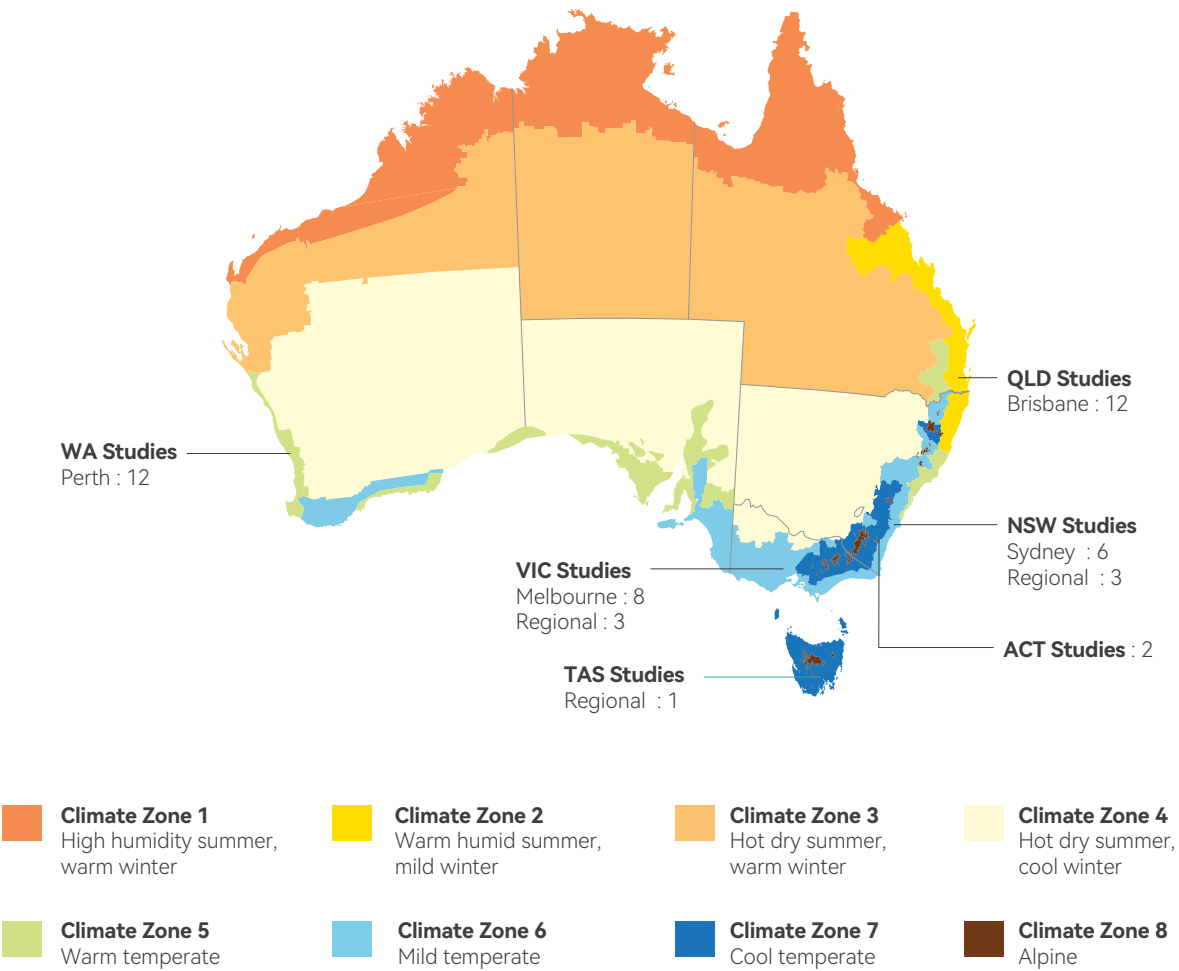 QLD Studies
Brisbane : 12
WA Studies
Perth : 12
NSW Studies
Sydney : 6
Regional : 3
VIC Studies
Melbourne : 8
Regional : 3
ACT Studies : 2
TAS Studies
Regional : 1
Climate Zone 1
High humidity summer,
warm winter
Climate Zone 2
Warm humid summer,
mild winter
Climate Zone 3
Hot dry summer,
warm winter
Climate Zone 4
Hot dry summer,
cool winter
Climate Zone 5
Warm temperate
Climate Zone 6
Mild temperate
Climate Zone 7
Cool temperate
Climate Zone 8
Alpine